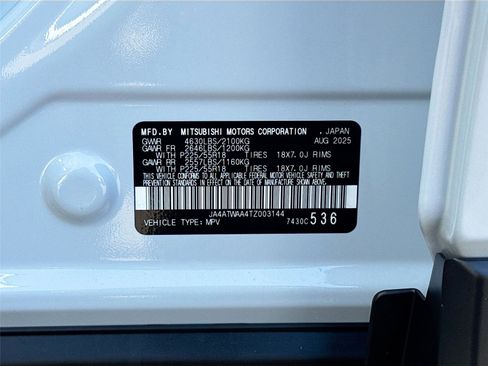 MFD.BY MITSUBISHI MOTORS CORPORATION . JAPAN
GVWR 4630LBS/2100KG AUG 2025
GAWR FR 2646LBS/1200KG
WITH P225/55R18 TIRES 18X7.0J RIMS
GAWR RR 2557LBS/1160KG
WITH P225/55R18 TIRES 18X7.0J RIMS
THIS VEHICLE CONFORMS TO ALL APPLICABLE FEDERAL MOTOR VEHICLE SAFETY AND THEFT PREVENTION STANDARDS IN EFFECT ON THE DATE OF MANUFACTURE SHOWN ABOVE.
JA4ATWAA4TZ003144
VEHICLE TYPE: MPV 7430C536